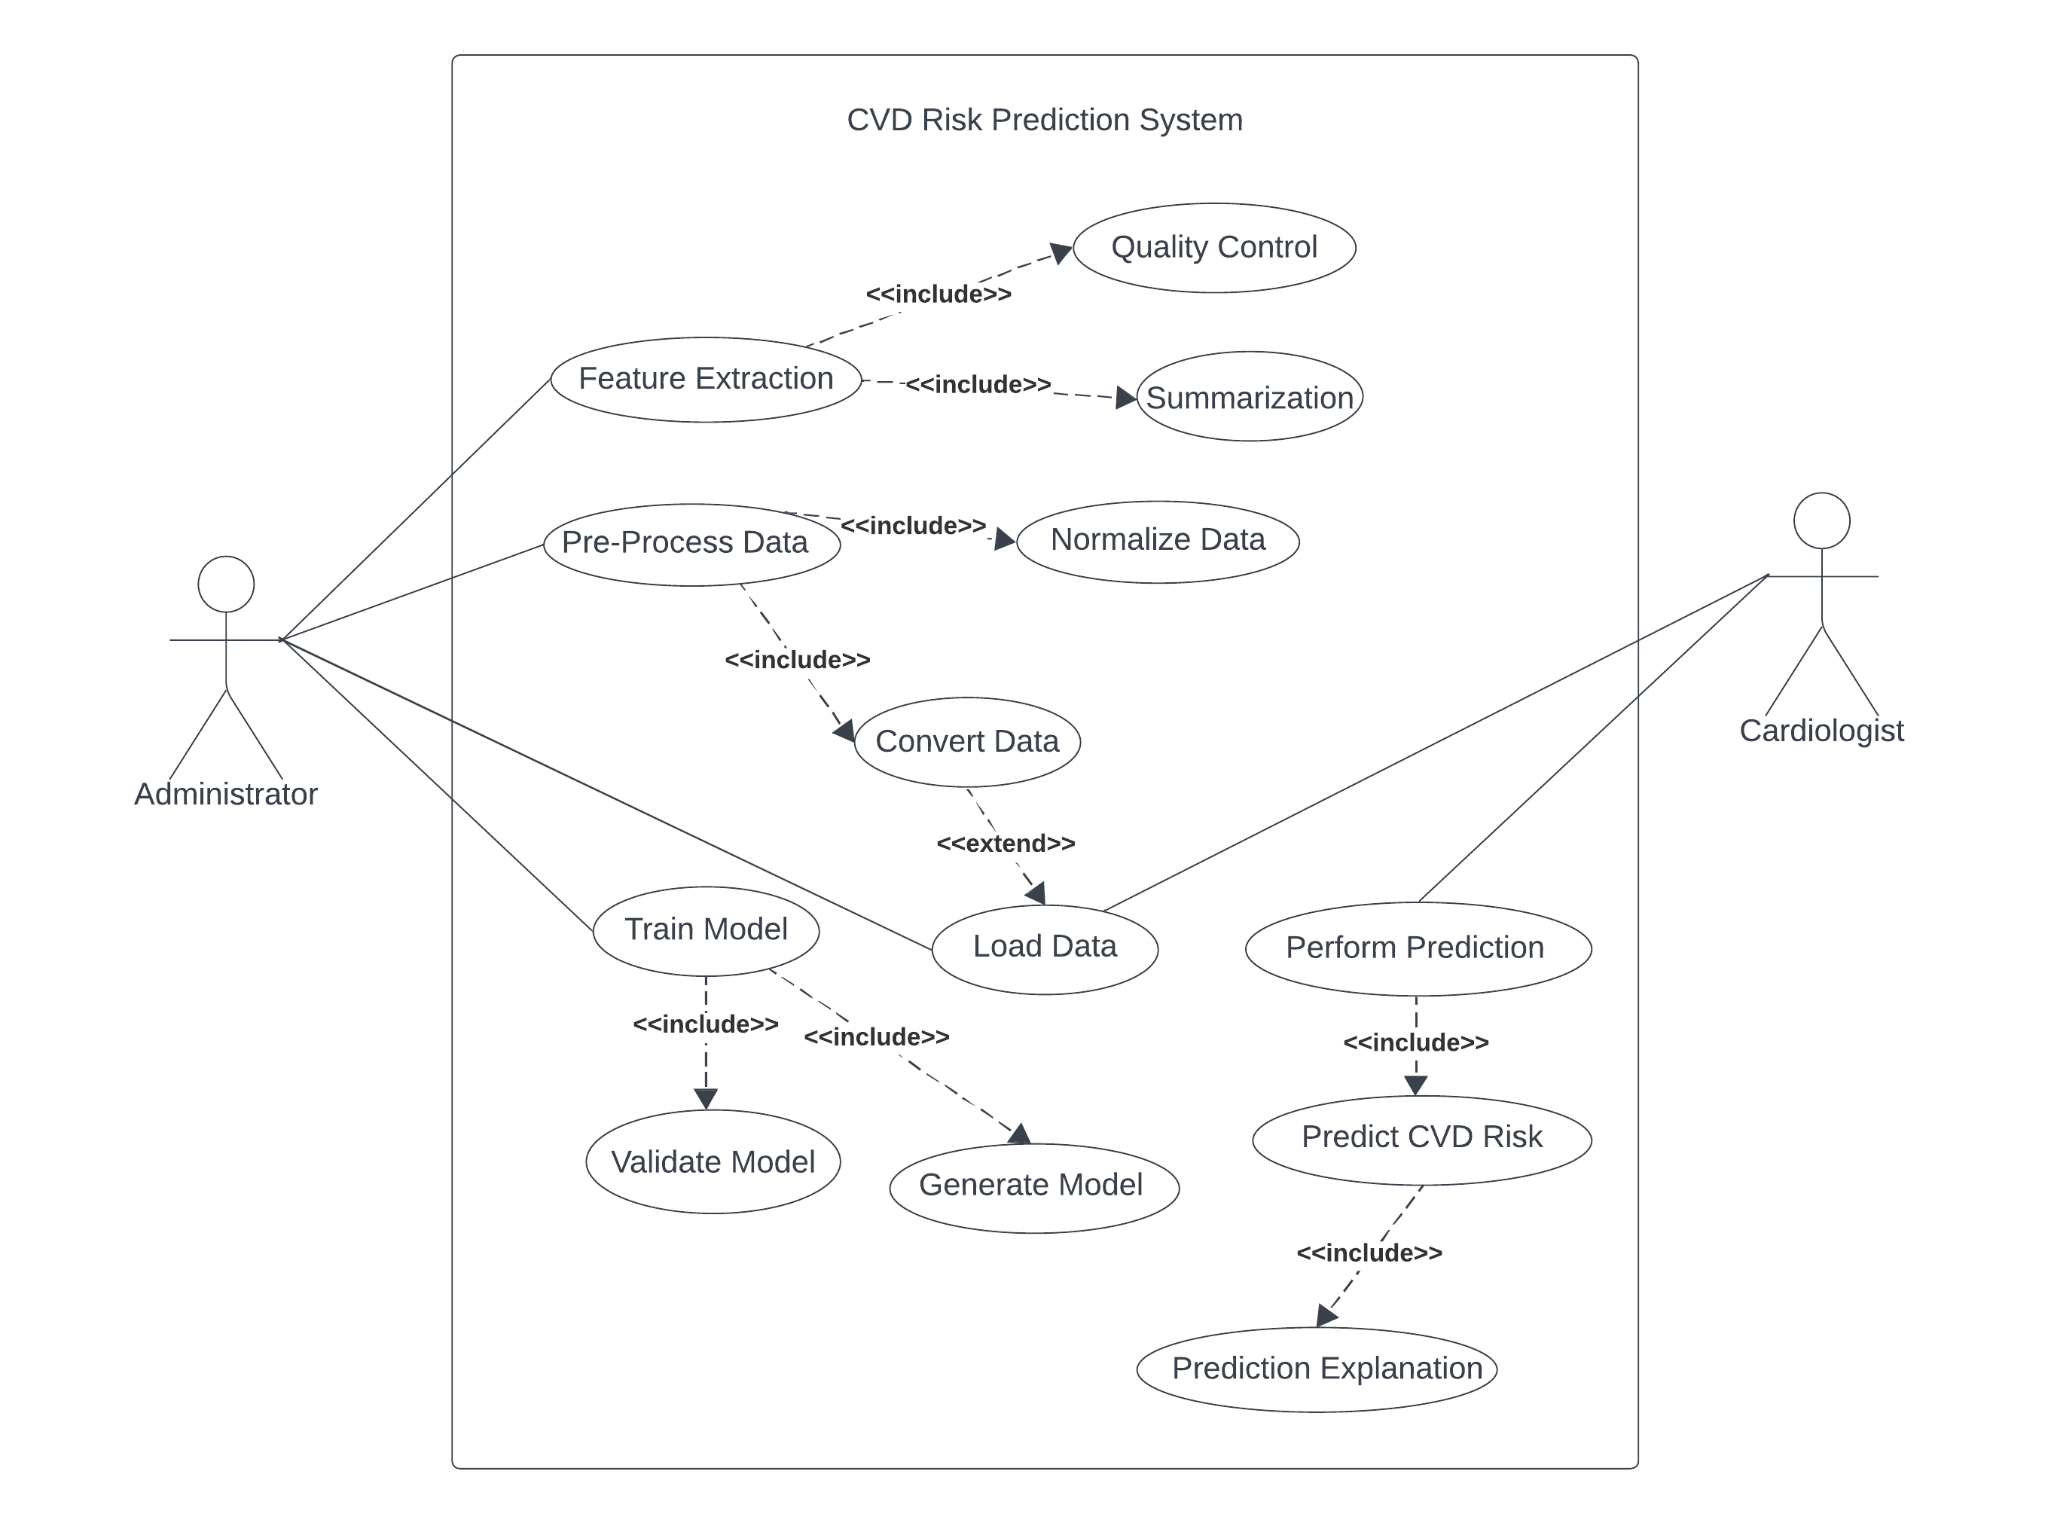 CVD Risk Prediction System
Quality Control
<<include>>
Feature Extraction
<<include>>
Summarization
Pre-Process Data
<<include>>
Normalize Data
<<include>>
Convert Data
Cardiologist
Administrator
<<extend>>
Train Model
Load Data
Perform Prediction
<<include>>
<<include>>
<<include>>
Validate Model
Generate Model
Predict CVD Risk
<<include>>
Prediction Explanation